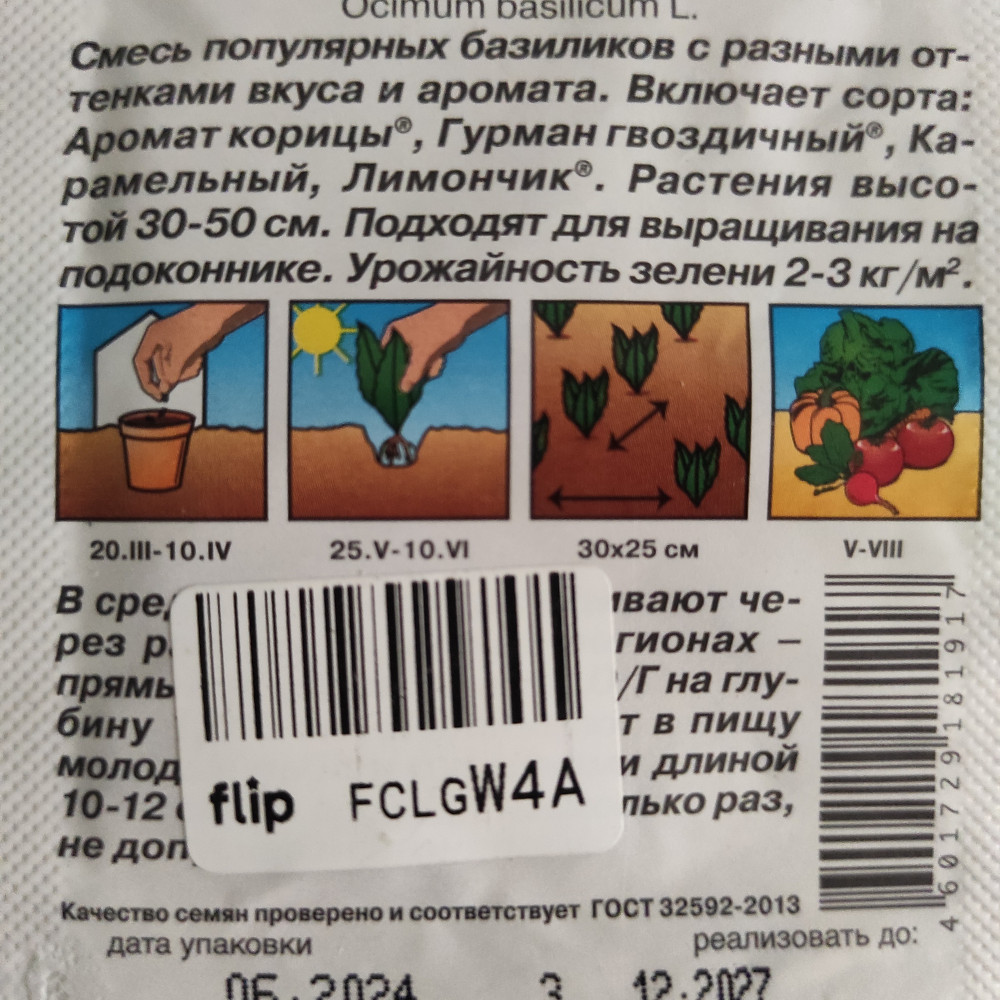 Ocimum basilicum L.
Смесь популярных базиликов с разными от-
тенками вкуса и аромата. Включает сорта:
Аромат корицы®, Гурман гвоздичный®, Ка-
рамельный, Лимончик®. Растения высо-
той 30-50 см. Подходят для выращивания на
подоконнике. Урожайность зелени 2-3 кг/м².
20.III-10.IV
25.V-10.VI
30x25 см
V-VIII
В сре
ивают че-
рез р
гионах –
прямы
/Г на глу-
бину
т в пищу
молод
и длиной
10-12
лько раз,
не доп
flip FCLGW4A
4601729181917
Качество семян проверено и соответствует ГОСТ 32592-2013
дата упаковки
реализовать до:
06.2024 3 12.2027